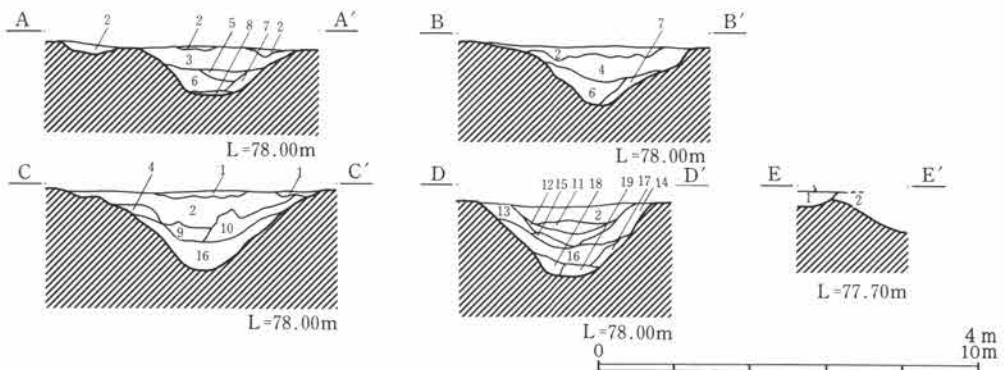 A 2 2 5 8 7 2 A′
3
6
L=78.00m
B 7 B′
2
4
6
L=78.00m
C 4 1 1 C′
2
9 10
16
L=78.00m
D 12 15 11 18 19 17 14 D′
13 2
16
L=78.00m
E E′
1 2
L=77.70m
4 m
0 10m